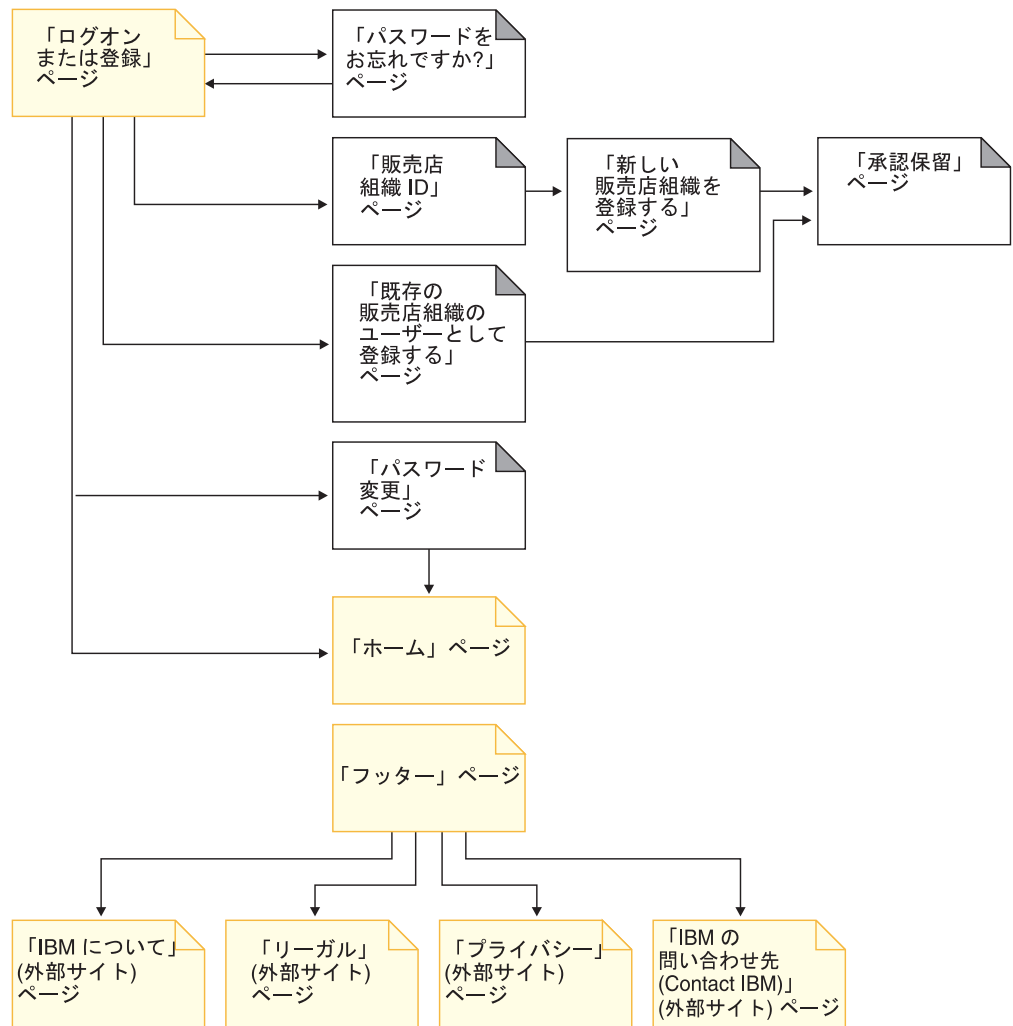 「ログオン
または登録」
ページ
「パスワードを
お忘れですか?」
ページ
「販売店
組織 ID」
ページ
「新しい
販売店組織を
登録する」
ページ
「承認保留」
ページ
「既存の
販売店組織の
ユーザーとして
登録する」
ページ
「パスワード
変更」
ページ
「ホーム」ページ
「フッター」ページ
「IBM について」
(外部サイト)
ページ
「リーガル」
(外部サイト)
ページ
「プライバシー」
(外部サイト)
ページ
「IBM の
問い合わせ先
(Contact IBM)」
(外部サイト) ページ